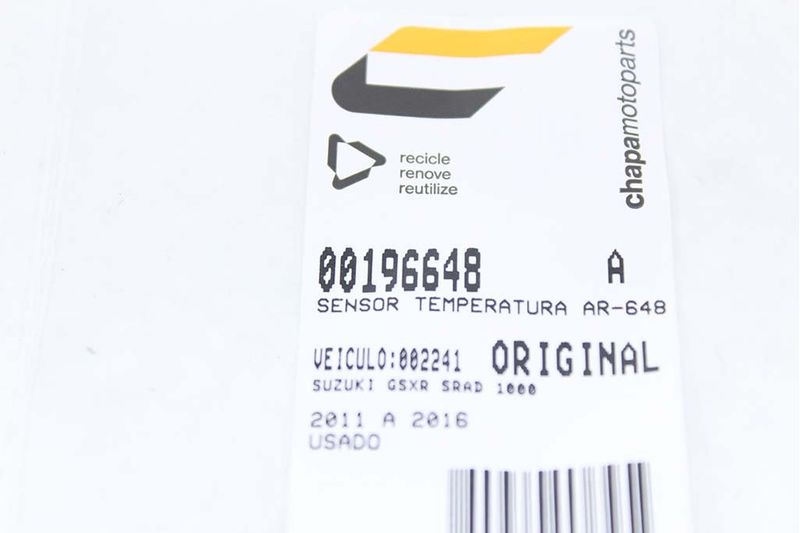 chapamotoparts
recicle
renove
reutilize
00196648 A
SENSOR TEMPERATURA AR-648
VEICULO:002241 ORIGINAL
SUZUKI GSXR SRAD 1000
2011 A 2016
USADO